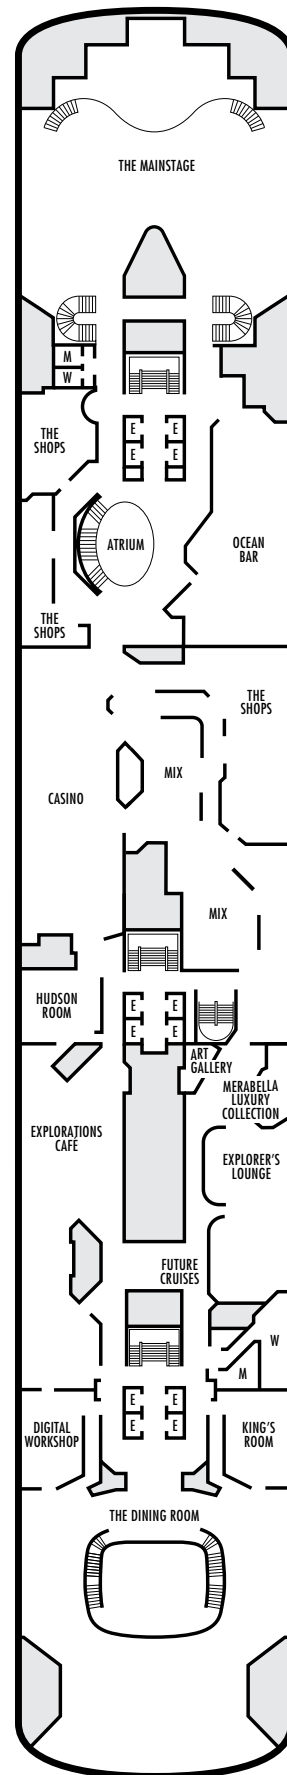 THE MAINSTAGE
M
W
E
E
E
E
THE
SHOPS
ATRIUM
OCEAN
BAR
THE
SHOPS
THE
SHOPS
MIX
CASINO
MIX
HUDSON
ROOM
E
E
E
E
ART
GALLERY
MERABELLA
LUXURY
COLLECTION
EXPLORATIONS
CAFÉ
EXPLORER'S
LOUNGE
FUTURE
CRUISES
W
M
E
E
E
E
DIGITAL
WORKSHOP
KING'S
ROOM
THE DINING ROOM